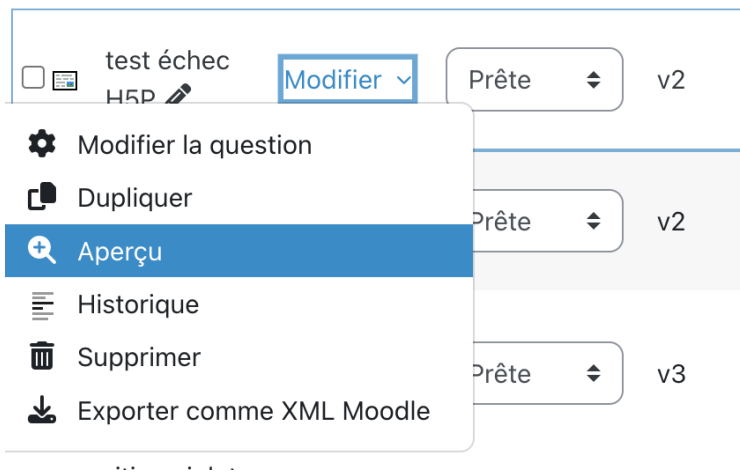 test échec
H5P
Modifier
Prête
v2
Modifier la question
Dupliquer
Prête
v2
Aperçu
Historique
Supprimer
Prête
v3
Exporter comme XML Moodle